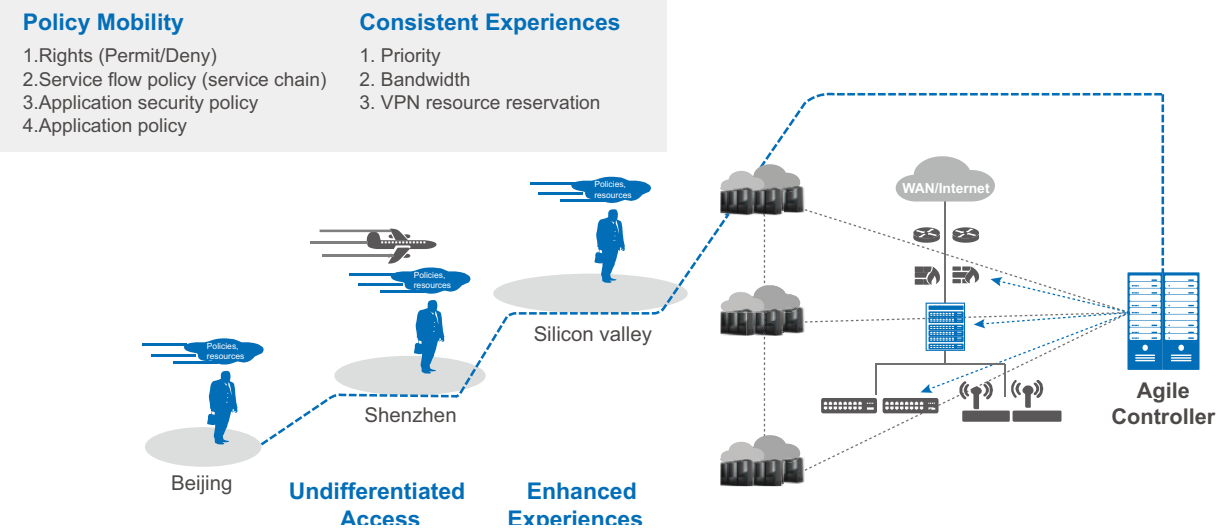 Policy Mobility
1.Rights (Permit/Deny)
2.Service flow policy (service chain)
3.Application security policy
4.Application policy
Consistent Experiences
1. Priority
2. Bandwidth
3. VPN resource reservation
Policies,
resources
WAN/Internet
Policies,
resources
Silicon valley
Policies,
resources
Shenzhen
Agile
Controller
Beijing
Undifferentiated
Access
Enhanced
Experiences